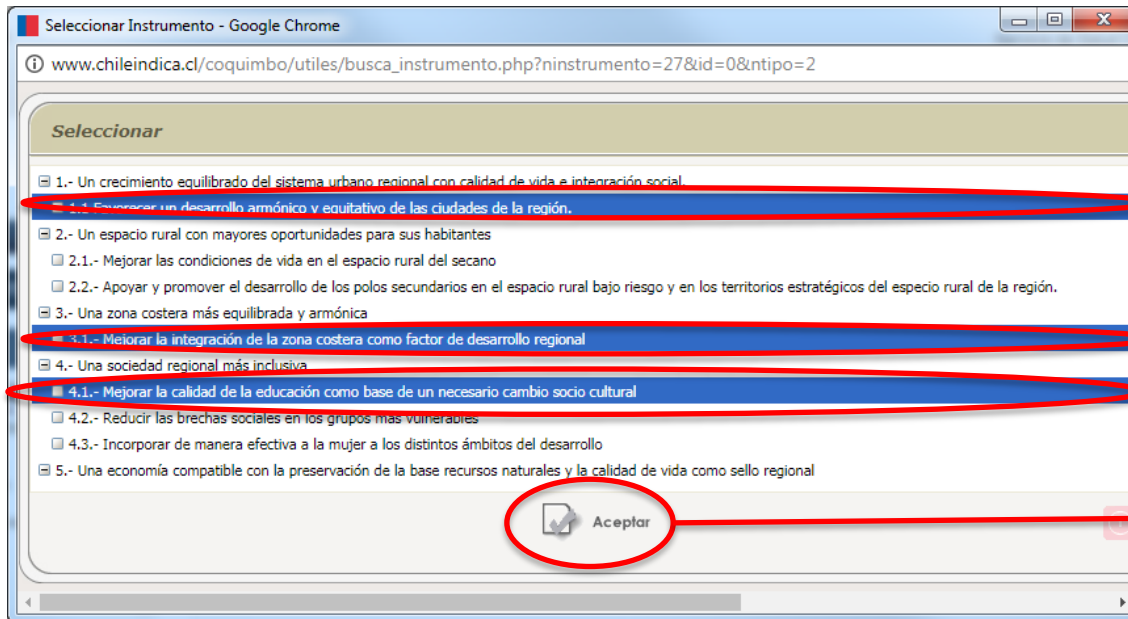 Seleccionar Instrumento - Google Chrome
www.chileindica.cl/coquimbo/utiles/busca_instrumento.php?ninstrumento=27&id=0&ntipo=2
Seleccionar
1.- Un crecimiento equilibrado del sistema urbano regional con calidad de vida e integración social.
1.1 Favorecer un desarrollo armónico y equitativo de las ciudades de la región.
2.- Un espacio rural con mayores oportunidades para sus habitantes
2.1.- Mejorar las condiciones de vida en el espacio rural del secano
2.2.- Apoyar y promover el desarrollo de los polos secundarios en el espacio rural bajo riesgo y en los territorios estratégicos del especio rural de la región.
3.- Una zona costera más equilibrada y armónica
3.1.- Mejorar la integración de la zona costera como factor de desarrollo regional
4.- Una sociedad regional más inclusiva
4.1.- Mejorar la calidad de la educación como base de un necesario cambio socio cultural
4.2.- Reducir las brechas sociales en los grupos más vulnerables
4.3.- Incorporar de manera efectiva a la mujer a los distintos ámbitos del desarrollo
5.- Una economía compatible con la preservación de la base recursos naturales y la calidad de vida como sello regional
Aceptar